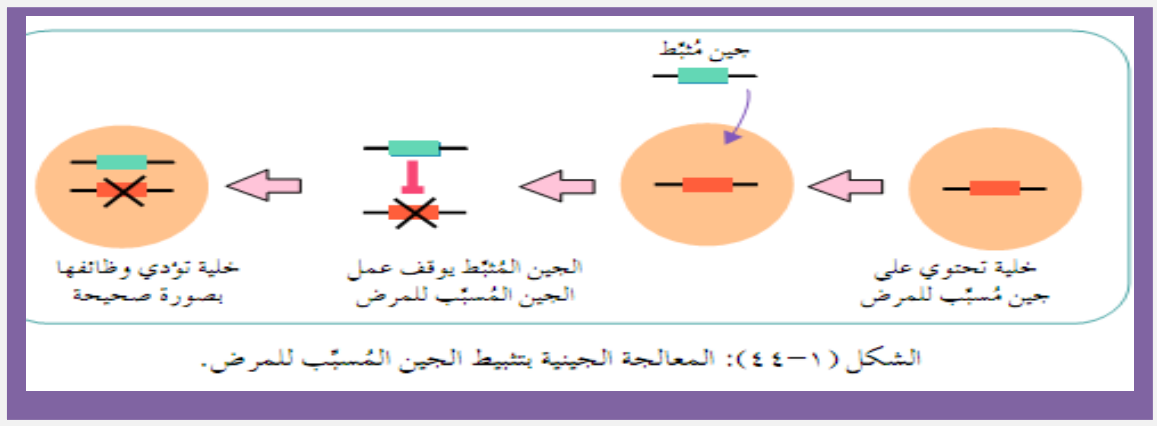 جين مُثبِّط
خلية تحتوي على
جين مُسبِّب للمرض
الجين المُثبِّط يوقف عمل
الجين المُسبِّب للمرض
خلية تؤدي وظائفها
بصورة صحيحة
الشكل (١-٤٤): المعالجة الجينية بتثبيط الجين المُسبِّب للمرض.